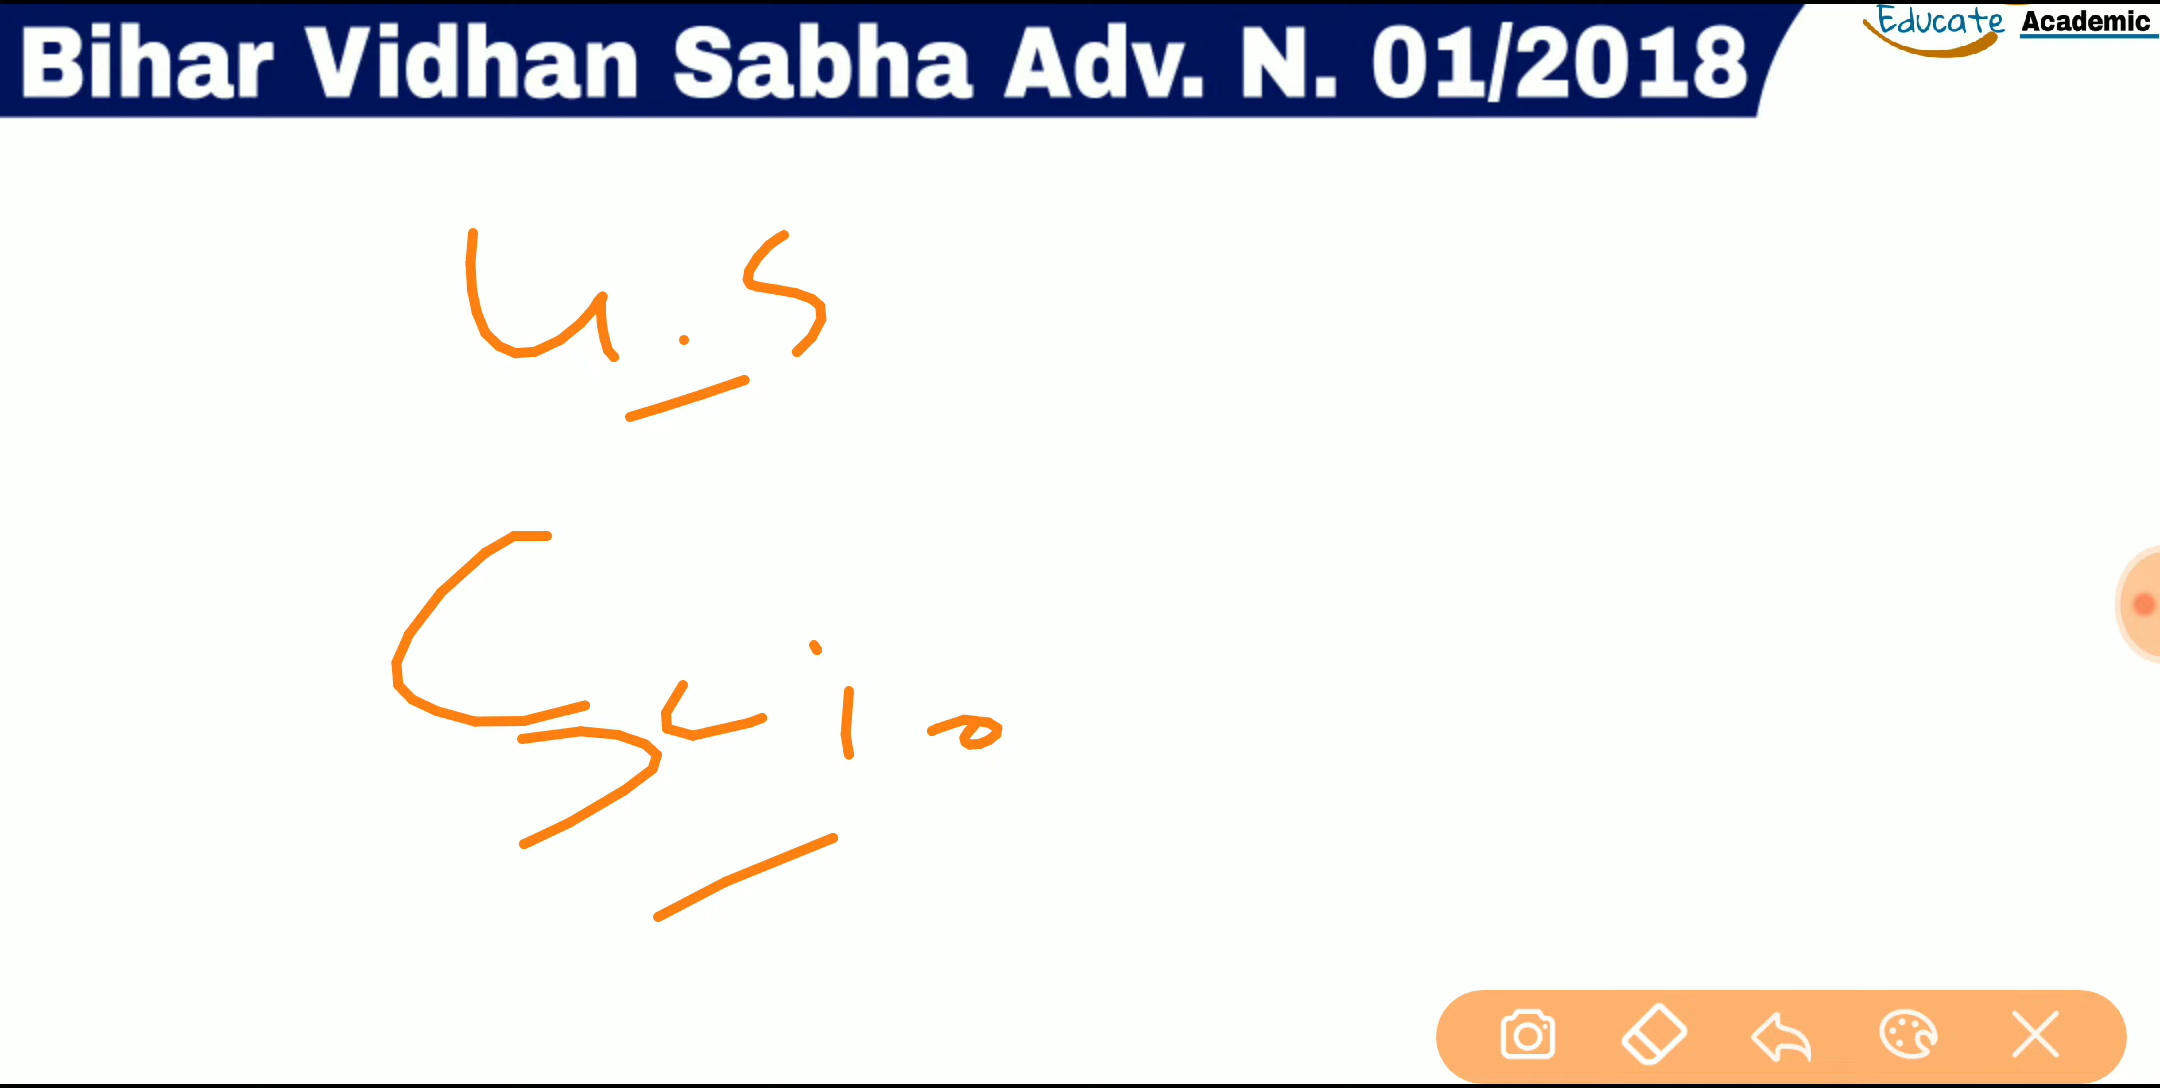 Bihar Vidhan Sabha Adv. N. 01/2018
Educate Academic
U.S